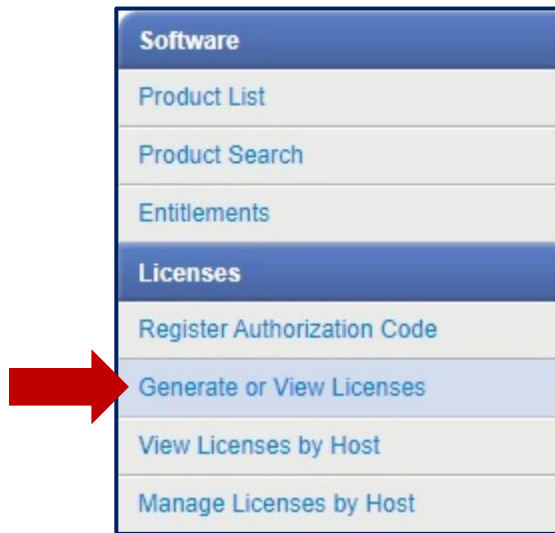 Software
Product List
Product Search
Entitlements
Licenses
Register Authorization Code
Generate or View Licenses
View Licenses by Host
Manage Licenses by Host